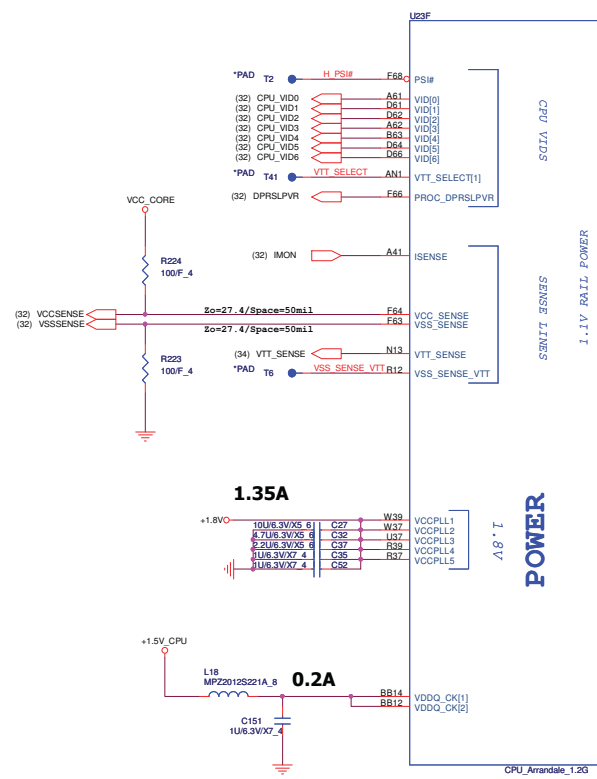 U23F
*PAD T2 H_PSI# F68 PSI#
(32) CPU_VID0 A61 VID[0]
(32) CPU_VID1 D61 VID[1]
(32) CPU_VID2 D62 VID[2]
(32) CPU_VID3 A62 VID[3]
(32) CPU_VID4 B63 VID[4]
(32) CPU_VID5 D64 VID[5]
(32) CPU_VID6 D66 VID[6]
CPU VIDS
*PAD T41 VTT_SELECT AN1 VTT_SELECT[1]
(32) DPRSLPVR F66 PROC_DPRSLPVR
VCC_CORE
(32) IMON A41 ISENSE
R224
100/F_4
1.1V RAIL POWER
SENSE LINES
Zo=27.4/Space=50mil
(32) VCCSENSE F64 VCC_SENSE
(32) VSSSENSE F63 VSS_SENSE
Zo=27.4/Space=50mil
(34) VTT_SENSE N13 VTT_SENSE
R223
100/F_4
*PAD T6 VSS_SENSE_VTT R12 VSS_SENSE_VTT
1.35A
+1.8V W39 VCCPLL1
10U/6.3V/X5_6 C27 W37 VCCPLL2
4.7U/6.3V/X5_6 C32 U37 VCCPLL3
2.2U/6.3V/X5_6 C37 R39 VCCPLL4
1U/6.3V/X7_4 C35 R37 VCCPLL5
1U/6.3V/X7_4 C52
1.8V
POWER
+1.5V_CPU
L18
MPZ2012S221A_8
0.2A
BB14 VDDQ_CK[1]
BB12 VDDQ_CK[2]
C151
1U/6.3V/X7_4
CPU_Arrandale_1.2G